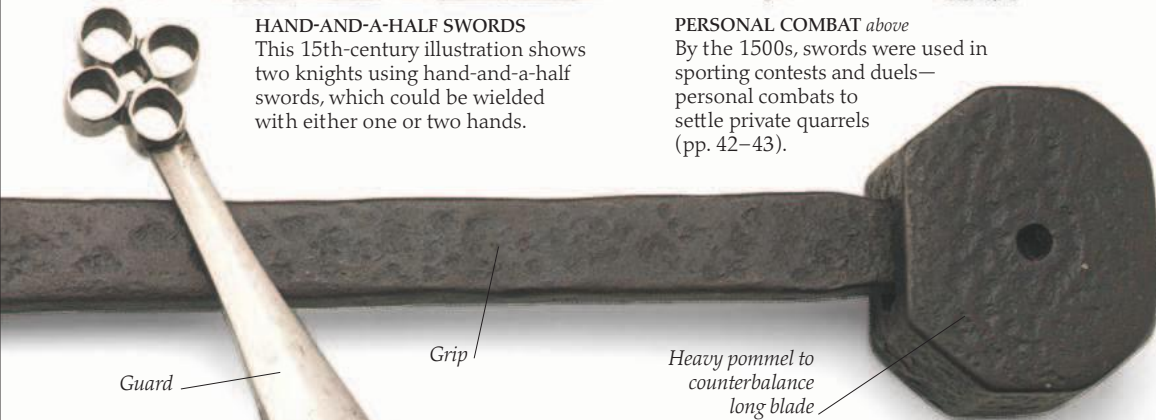 HAND-AND-A-HALF SWORDS
This 15th-century illustration shows
two knights using hand-and-a-half
swords, which could be wielded
with either one or two hands.
PERSONAL COMBAT above
By the 1500s, swords were used in
sporting contests and duels—
personal combats to
settle private quarrels
(pp. 42–43).
Grip
Guard
Heavy pommel to
counterbalance
long blade